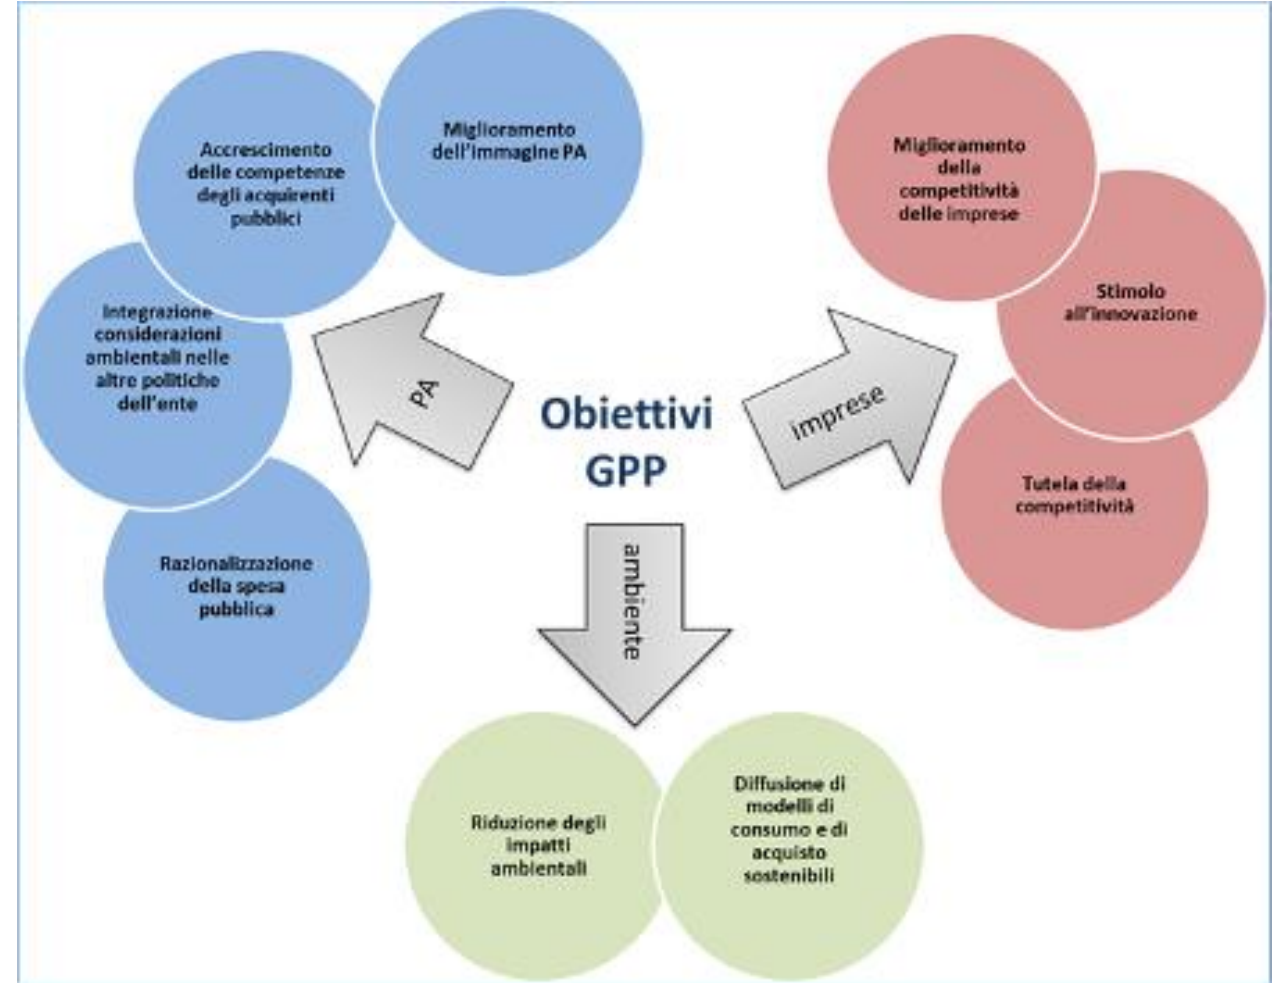 Miglioramento
dell'immagine PA
Accrescimento
delle competenze
degli acquirenti
pubblici
Integrazione
considerazioni
ambientali nelle
altre politiche
dell'ente
Razionalizzazione
della spesa
pubblica
PA
Obiettivi
GPP
imprese
Miglioramento
della
competitività
delle imprese
Stimolo
all'innovazione
Tutela della
competitività
ambiente
Riduzione degli
impatti
ambientali
Diffusione di
modelli di
consumo e di
acquisto
sostenibili